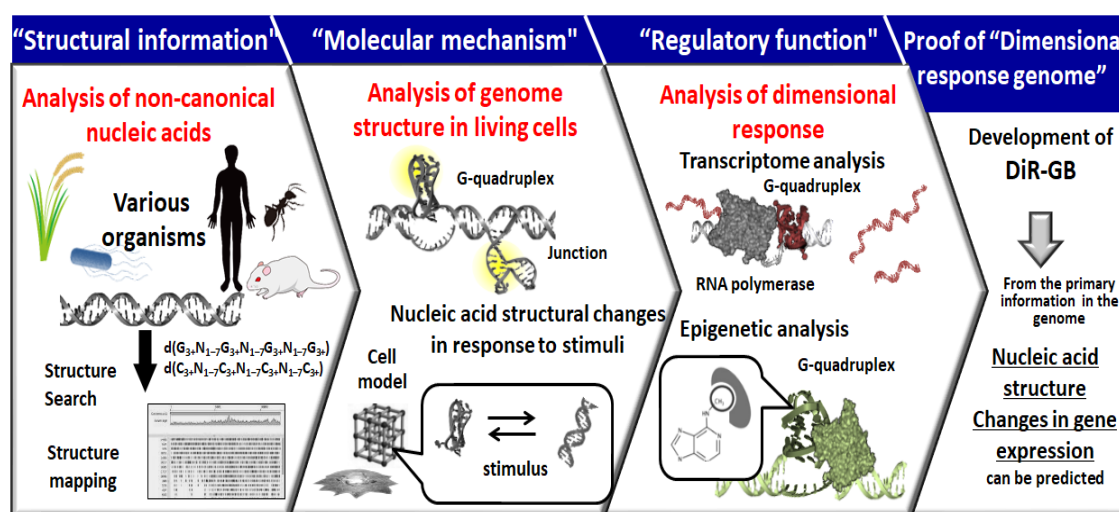 “Structural information"
Analysis of non-canonical
nucleic acids
Various
organisms
d(G3+N1–7G3+N1–7G3+N1–7G3+)
d(C3+N1–7C3+N1–7C3+N1–7C3+)
Structure
Search
Structure
mapping
“Molecular mechanism"
Analysis of genome
structure in living cells
G-quadruplex
Junction
Nucleic acid structural changes
in response to stimuli
Cell
model
stimulus
“Regulatory function"
Analysis of dimensional
response
Transcriptome analysis
G-quadruplex
RNA polymerase
Epigenetic analysis
G-quadruplex
CH3
HN
N
N
Proof of “Dimensiona
response genome”
Development of
DiR-GB
From the primary
information in the
genome
Nucleic acid
structure
Changes in gene
expression
can be predicted